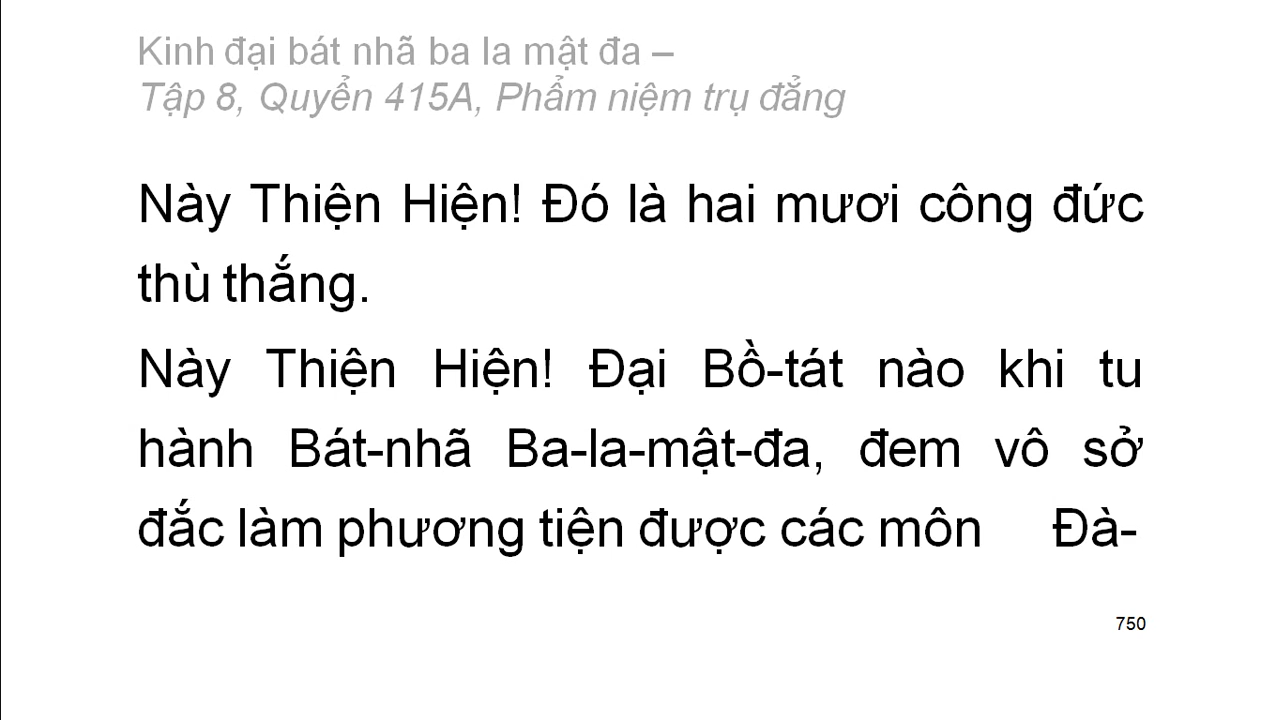 Kinh đại bát nhã ba la mật đa –
Tập 8, Quyển 415A, Phẩm niệm trụ đẳng
Này Thiện Hiện! Đó là hai mươi công đức
thù thắng.
Này Thiện Hiện! Đại Bồ-tát nào khi tu
hành Bát-nhã Ba-la-mật-đa, đem vô sở
đắc làm phương tiện được các môn Đà-
750